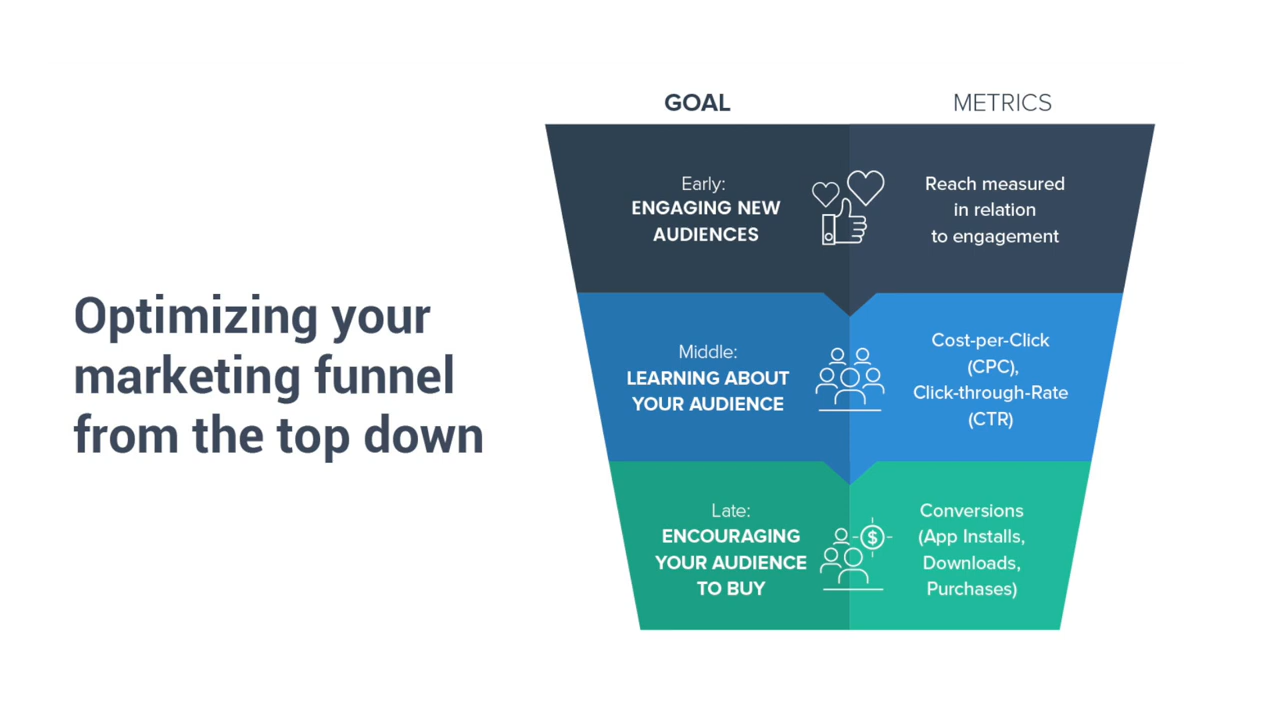 Optimizing your
marketing funnel
from the top down
GOAL
METRICS
Early:
ENGAGING NEW
AUDIENCES
Reach measured
in relation
to engagement
Middle:
LEARNING ABOUT
YOUR AUDIENCE
Cost-per-Click
(CPC),
Click-through-Rate
(CTR)
Late:
ENCOURAGING
YOUR AUDIENCE
TO BUY
$
Conversions
(App Installs,
Downloads,
Purchases)